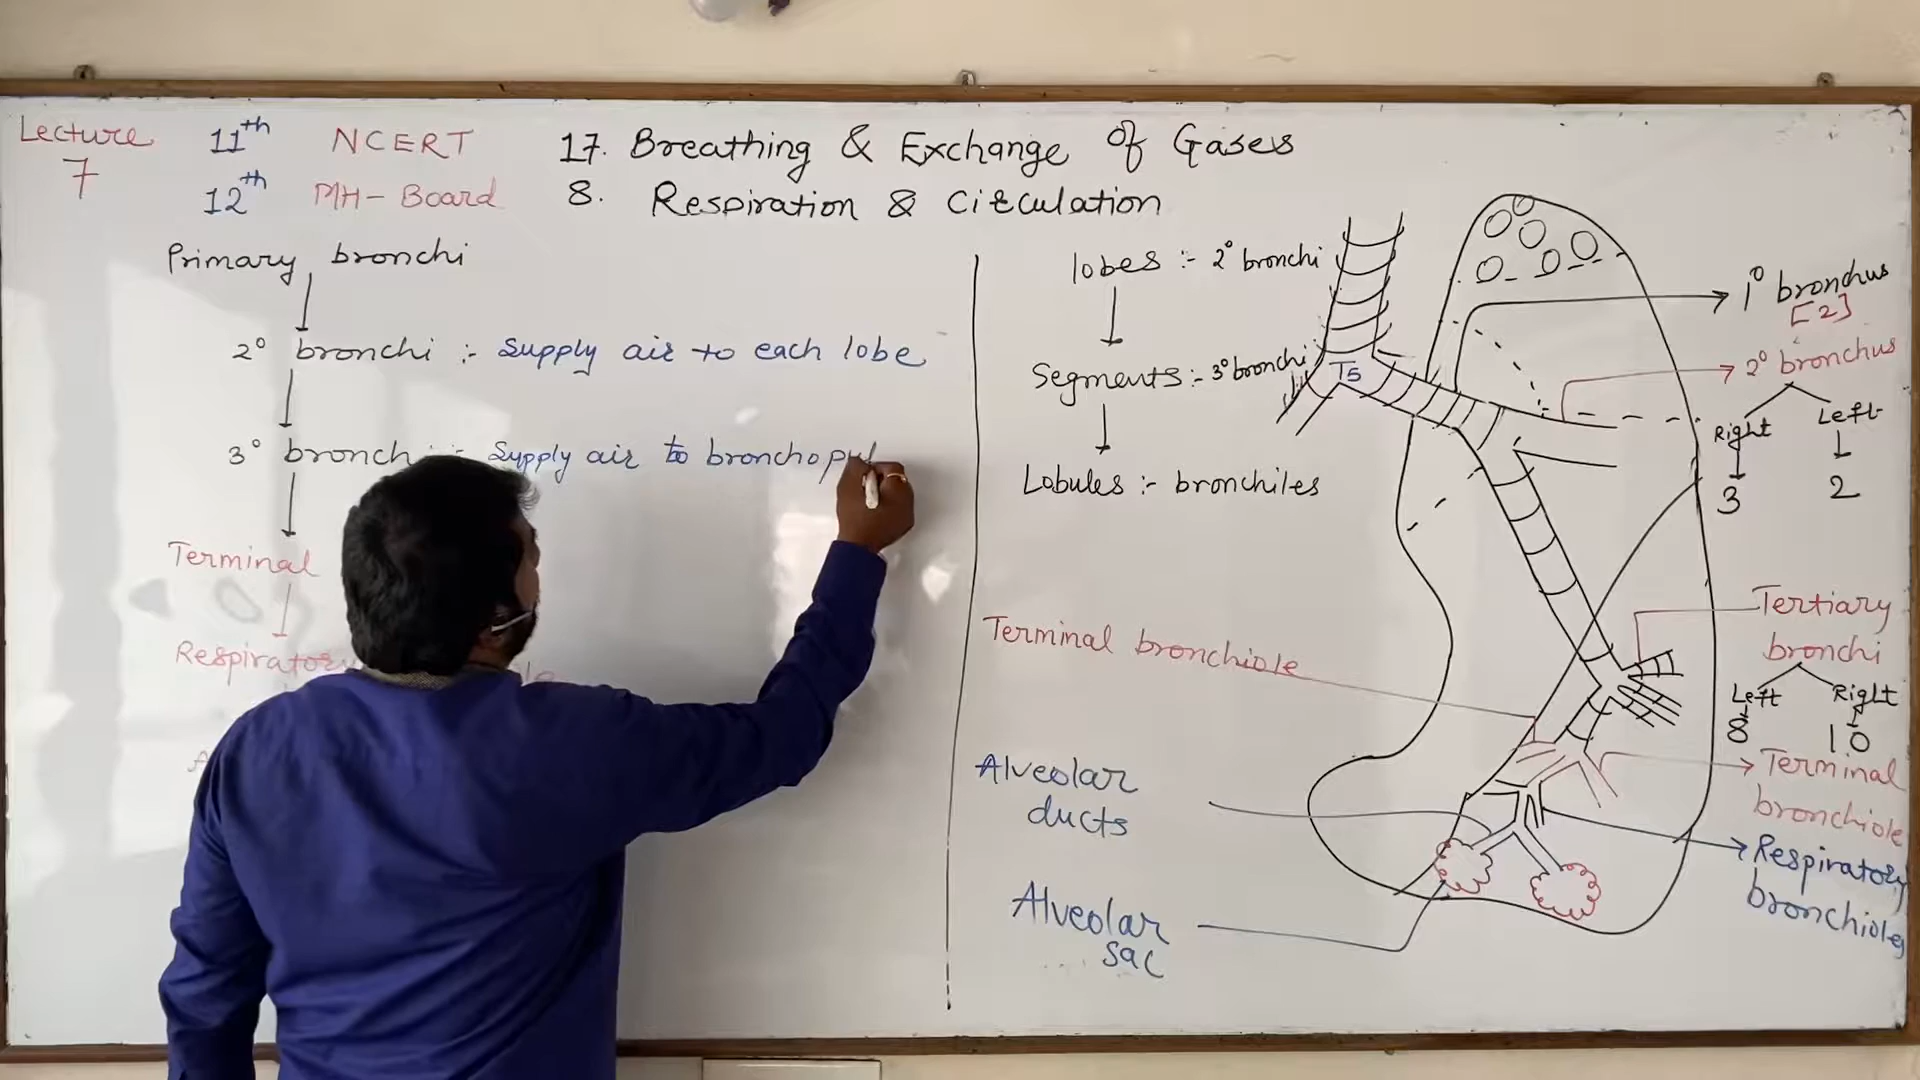 Lecture
7
11th NCERT
12th MH-Board
17. Breathing & Exchange of Gases
8. Respiration & Circulation
Primary bronchi
2° bronchi :- Supply air to each lobe
3° bronchi :- Supply air to bronchopul
Terminal
Respiratory
lobes :- 2° bronchi
Segments :- 3° bronchi
Lobules :- bronchiles
T5
1° bronchus
[2]
2° bronchus
Right Left
3 2
Tertiary
bronchi
Left Right
8 10
Terminal
bronchiole
Respiratory
bronchioles
Terminal bronchiole
Alveolar
ducts
Alveolar
sac